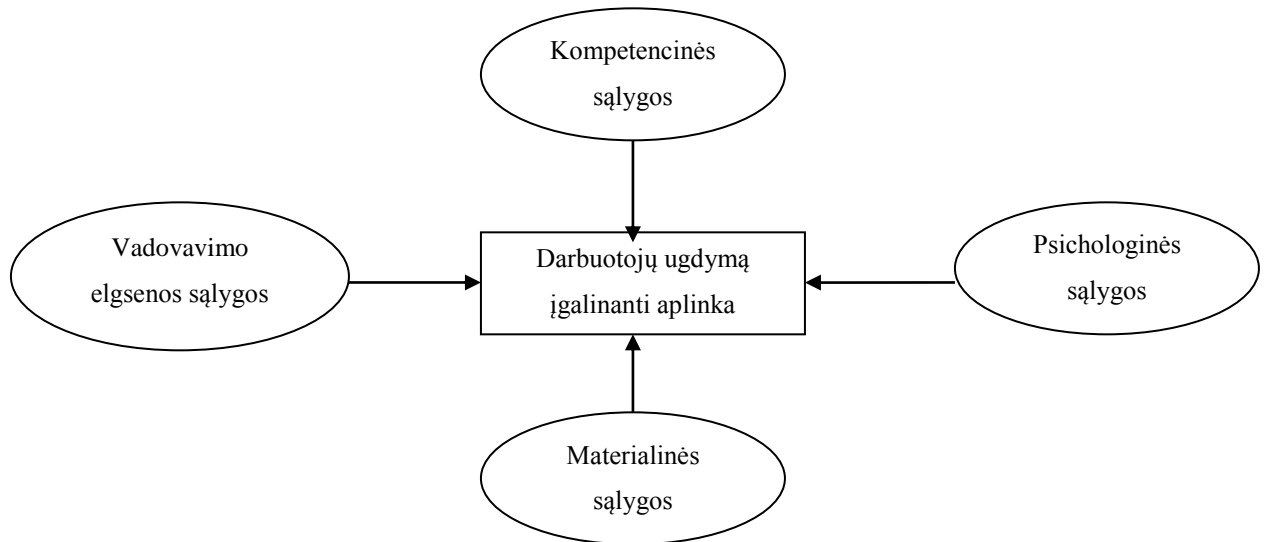 Kompetencinės
sąlygos
Vadovavimo
elgsenos sąlygos
Darbuotojų ugdymą
įgalinanti aplinka
Psichologinės
sąlygos
Materialinės
sąlygos